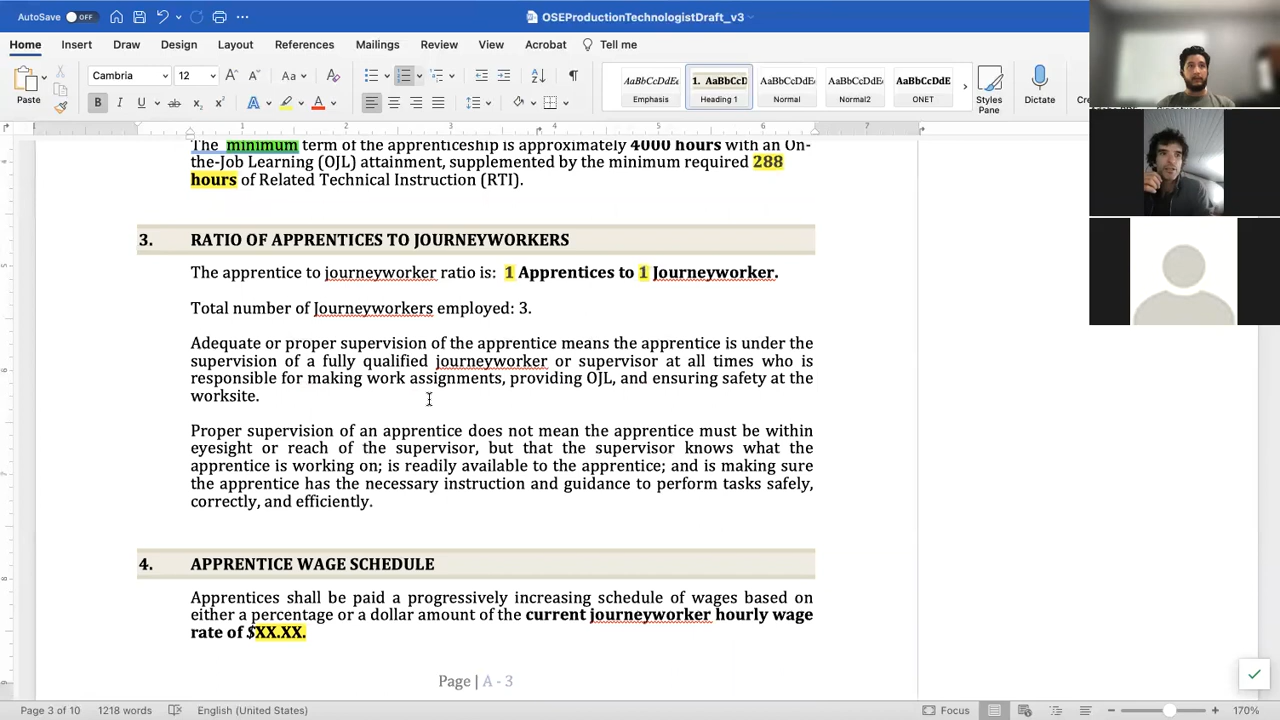 AutoSave OFF
OSEProductionTechnologistDraft_v3
Home Insert Draw Design Layout References Mailings Review View Acrobat Tell me
Paste
Cambria 12
AaBbCcDdEe 1. AaBbCcD AaBbCcDdEe AaBbCcDdEe AaBbCcDdE
Emphasis Heading 1 Normal Normal2 ONET
Styles Pane
Dictate
The minimum term of the apprenticeship is approximately 4000 hours with an On-
the-Job Learning (OJL) attainment, supplemented by the minimum required 288
hours of Related Technical Instruction (RTI).
3. RATIO OF APPRENTICES TO JOURNEYWORKERS
The apprentice to journeyworker ratio is: 1 Apprentices to 1 Journeyworker.
Total number of Journeyworkers employed: 3.
Adequate or proper supervision of the apprentice means the apprentice is under the
supervision of a fully qualified journeyworker or supervisor at all times who is
responsible for making work assignments, providing OJL, and ensuring safety at the
worksite.
Proper supervision of an apprentice does not mean the apprentice must be within
eyesight or reach of the supervisor, but that the supervisor knows what the
apprentice is working on; is readily available to the apprentice; and is making sure
the apprentice has the necessary instruction and guidance to perform tasks safely,
correctly, and efficiently.
4. APPRENTICE WAGE SCHEDULE
Apprentices shall be paid a progressively increasing schedule of wages based on
either a percentage or a dollar amount of the current journeyworker hourly wage
rate of $XX.XX.
Page | A - 3
Page 3 of 10 1218 words English (United States) Focus 170%